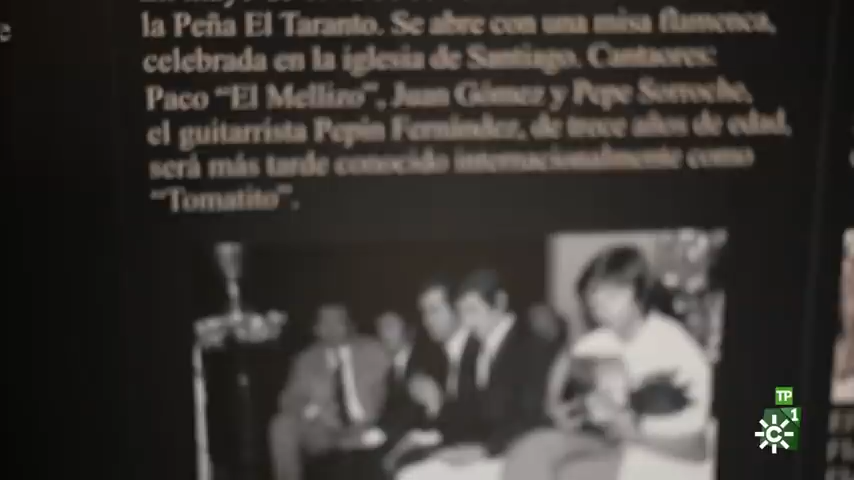 la Peña El Taranto. Se abre con una misa flamenca,
celebrada en la iglesia de Santiago. Cantaores:
Paco “El Mellizo”, Juan Gómez y Pepe Sorroche,
el guitarrista Pepín Fernández, de trece años de edad,
será más tarde conocido internacionalmente como
“Tomatito”.
TP
1